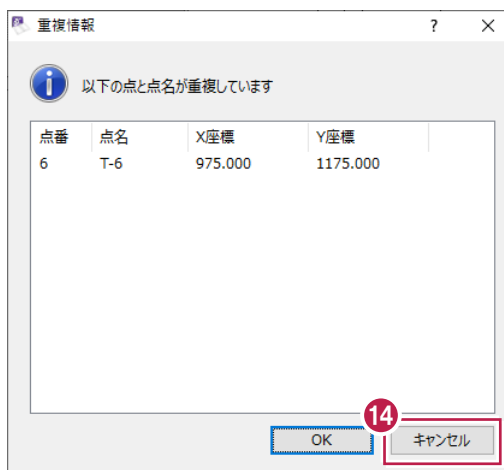 重複情報
? ×
以下の点と点名が重複しています
点番 点名 X座標 Y座標
6 T-6 975.000 1175.000
14
OK キャンセル